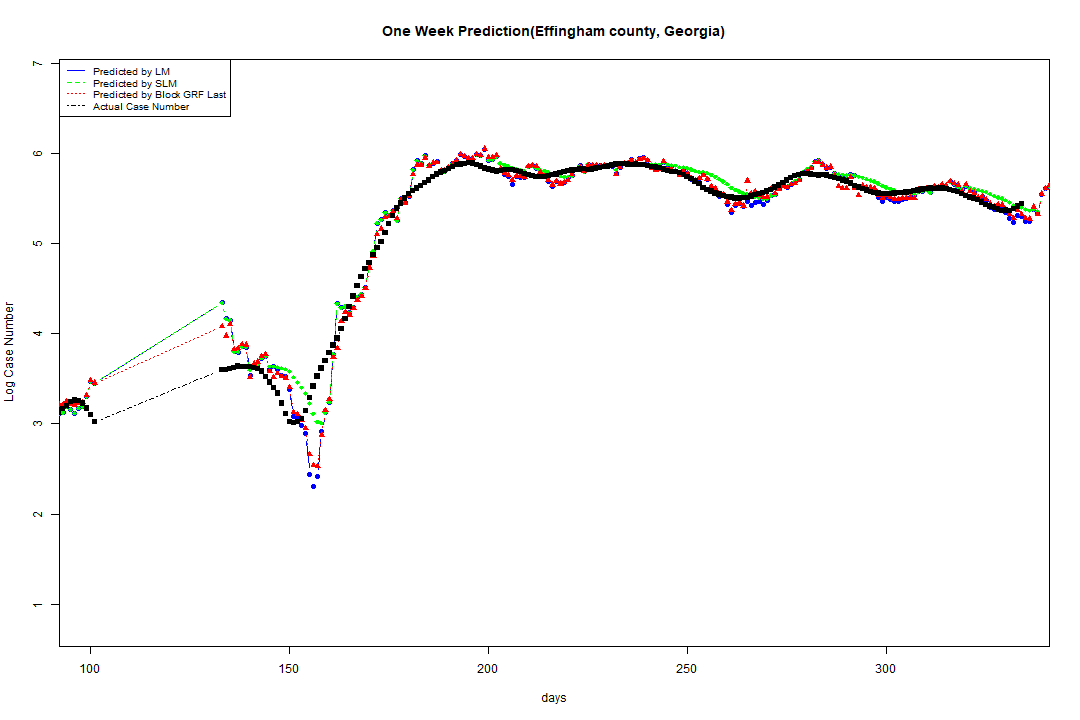 One Week Prediction(Effingham county, Georgia)
Predicted by LM
Predicted by SLM
Predicted by Block GRF Last
Actual Case Number
7
6
5
4
3
2
1
Log Case Number
100 150 200 250 300
days